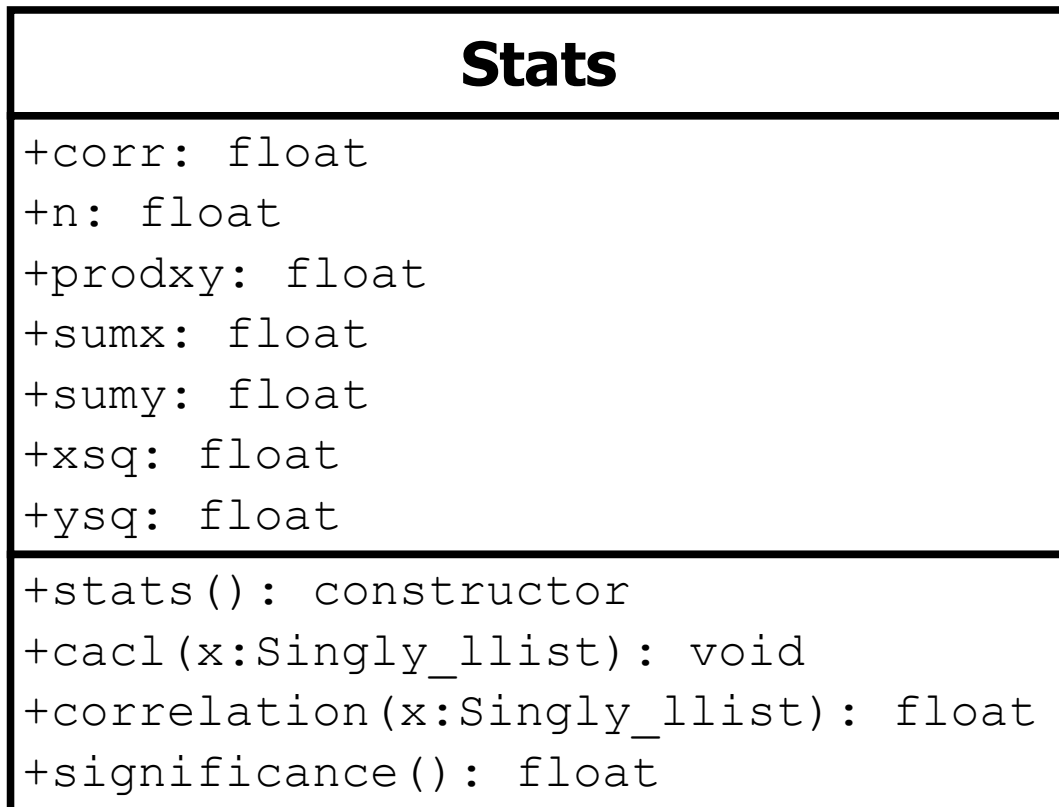 Stats
+corr: float
+n: float
+prodxy: float
+sumx: float
+sumy: float
+xsq: float
+ysq: float
+stats(): constructor
+cacl(x:Singly_llist): void
+correlation(x:Singly_llist): float
+significance(): float